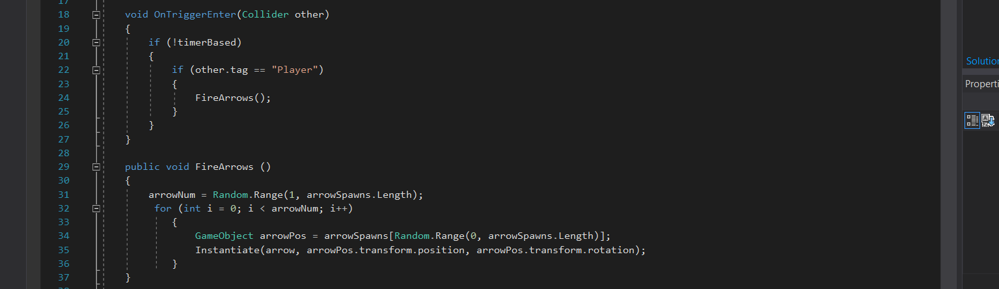 17
18 void OnTriggerEnter(Collider other)
19 {
20 if (!timerBased)
21 {
22 if (other.tag == "Player")
23 {
24 FireArrows();
25 }
26 }
27 }
28
29 public void FireArrows ()
30 {
31 arrowNum = Random.Range(1, arrowSpawns.Length);
32 for (int i = 0; i < arrowNum; i++)
33 {
34 GameObject arrowPos = arrowSpawns[Random.Range(0, arrowSpawns.Length)];
35 Instantiate(arrow, arrowPos.transform.position, arrowPos.transform.rotation);
36 }
37 }
Solution
Properti